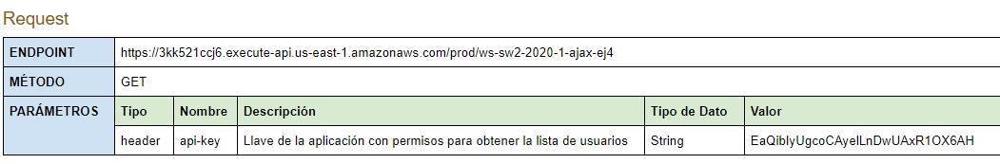 Request
ENDPOINT https://3kk521ccj6.execute-api.us-east-1.amazonaws.com/prod/ws-sw2-2020-1-ajax-ej4
MÉTODO GET
PARÁMETROS Tipo Nombre Descripción Tipo de Dato Valor
header api-key Llave de la aplicación con permisos para obtener la lista de usuarios String EaQibIyUgcoCAyelLnDwUAxR1OX6AH